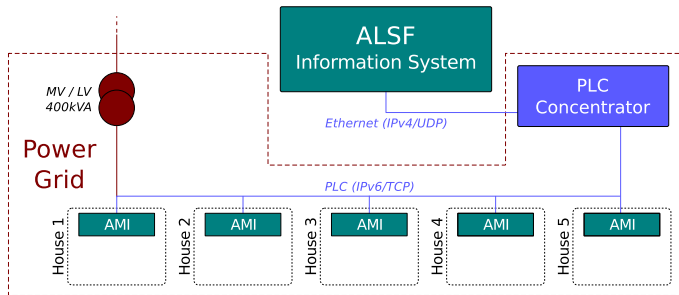 ALSF
Information System
MV / LV
400kVA
PLC
Concentrator
Ethernet (IPv4/UDP)
Power
Grid
PLC (IPv6/TCP)
House 1
AMI
House 2
AMI
House 3
AMI
House 4
AMI
House 5
AMI